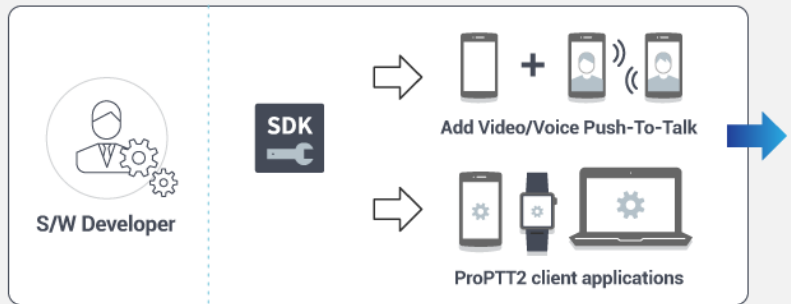 SDK
Add Video/Voice Push-To-Talk
S/W Developer
ProPTT2 client applications